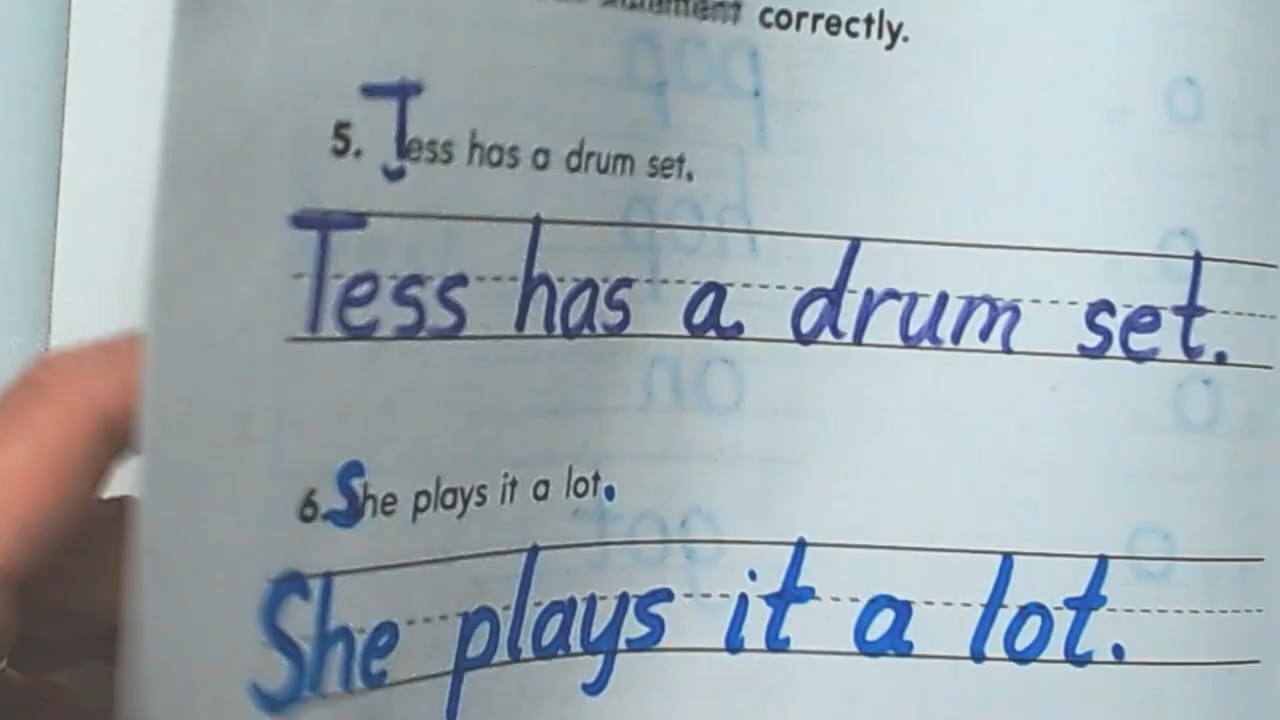 correctly.
5. Tess has a drum set.
Tess has a drum set.
6. She plays it a lot.
She plays it a lot.